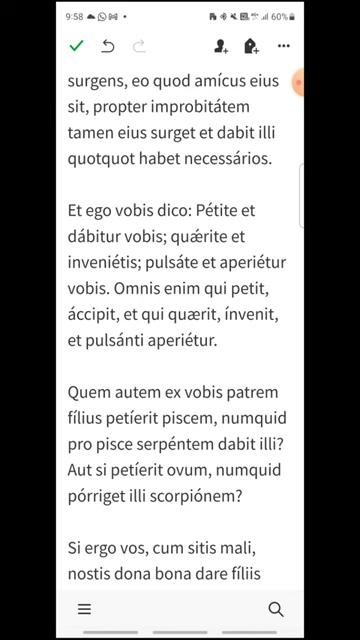 9:58
60%
surgens, eo quod amícus eius
sit, propter improbitátem
tamen eius surget et dabit illi
quotquot habet necessários.
Et ego vobis dico: Pétite et
dábitur vobis; quǽrite et
inveniétis; pulsáte et aperiétur
vobis. Omnis enim qui petit,
áccipit, et qui quærit, ínvenit,
et pulsánti aperiétur.
Quem autem ex vobis patrem
fílius petíerit piscem, numquid
pro pisce serpéntem dabit illi?
Aut si petíerit ovum, numquid
pórriget illi scorpiónem?
Si ergo vos, cum sitis mali,
nostis dona bona dare fíliis